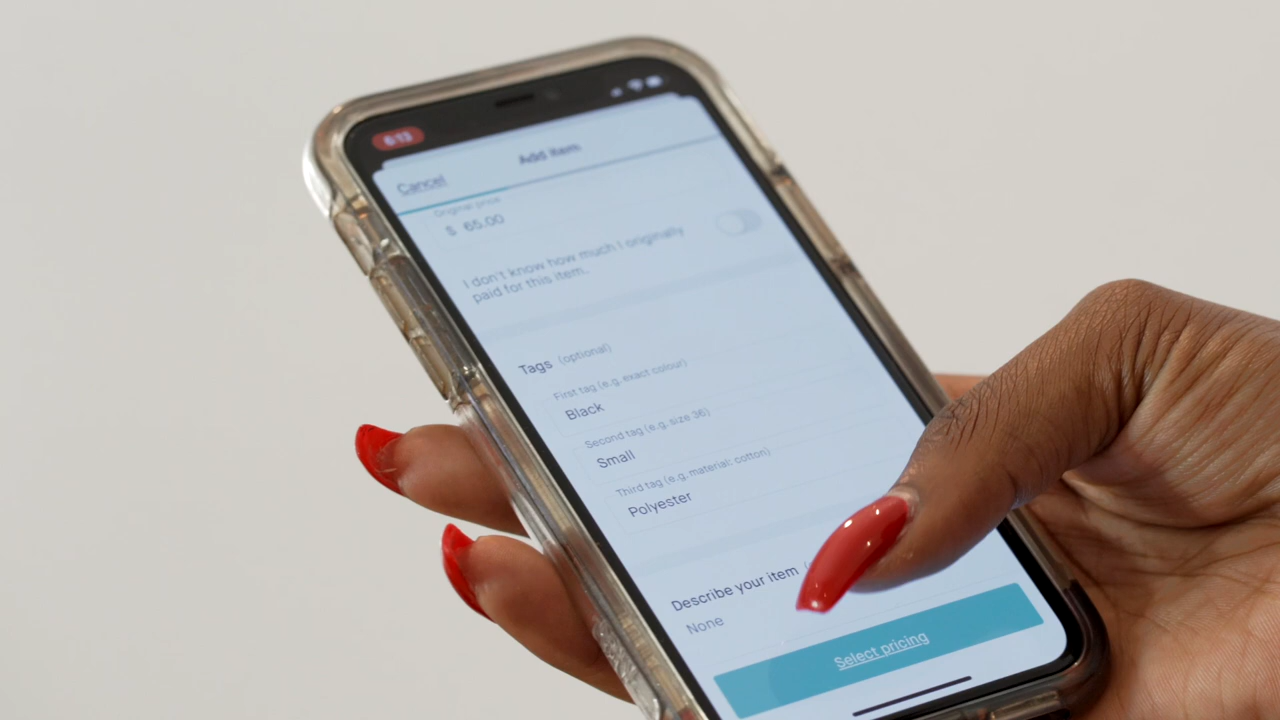 8:13
Add item
Cancel
Original price
$ 65.00
I don't know how much I originally
paid for this item.
Tags (optional)
First tag (e.g. exact colour)
Black
Second tag (e.g. size 36)
Small
Third tag (e.g. material: cotton)
Polyester
Describe your item (
None
Select pricing